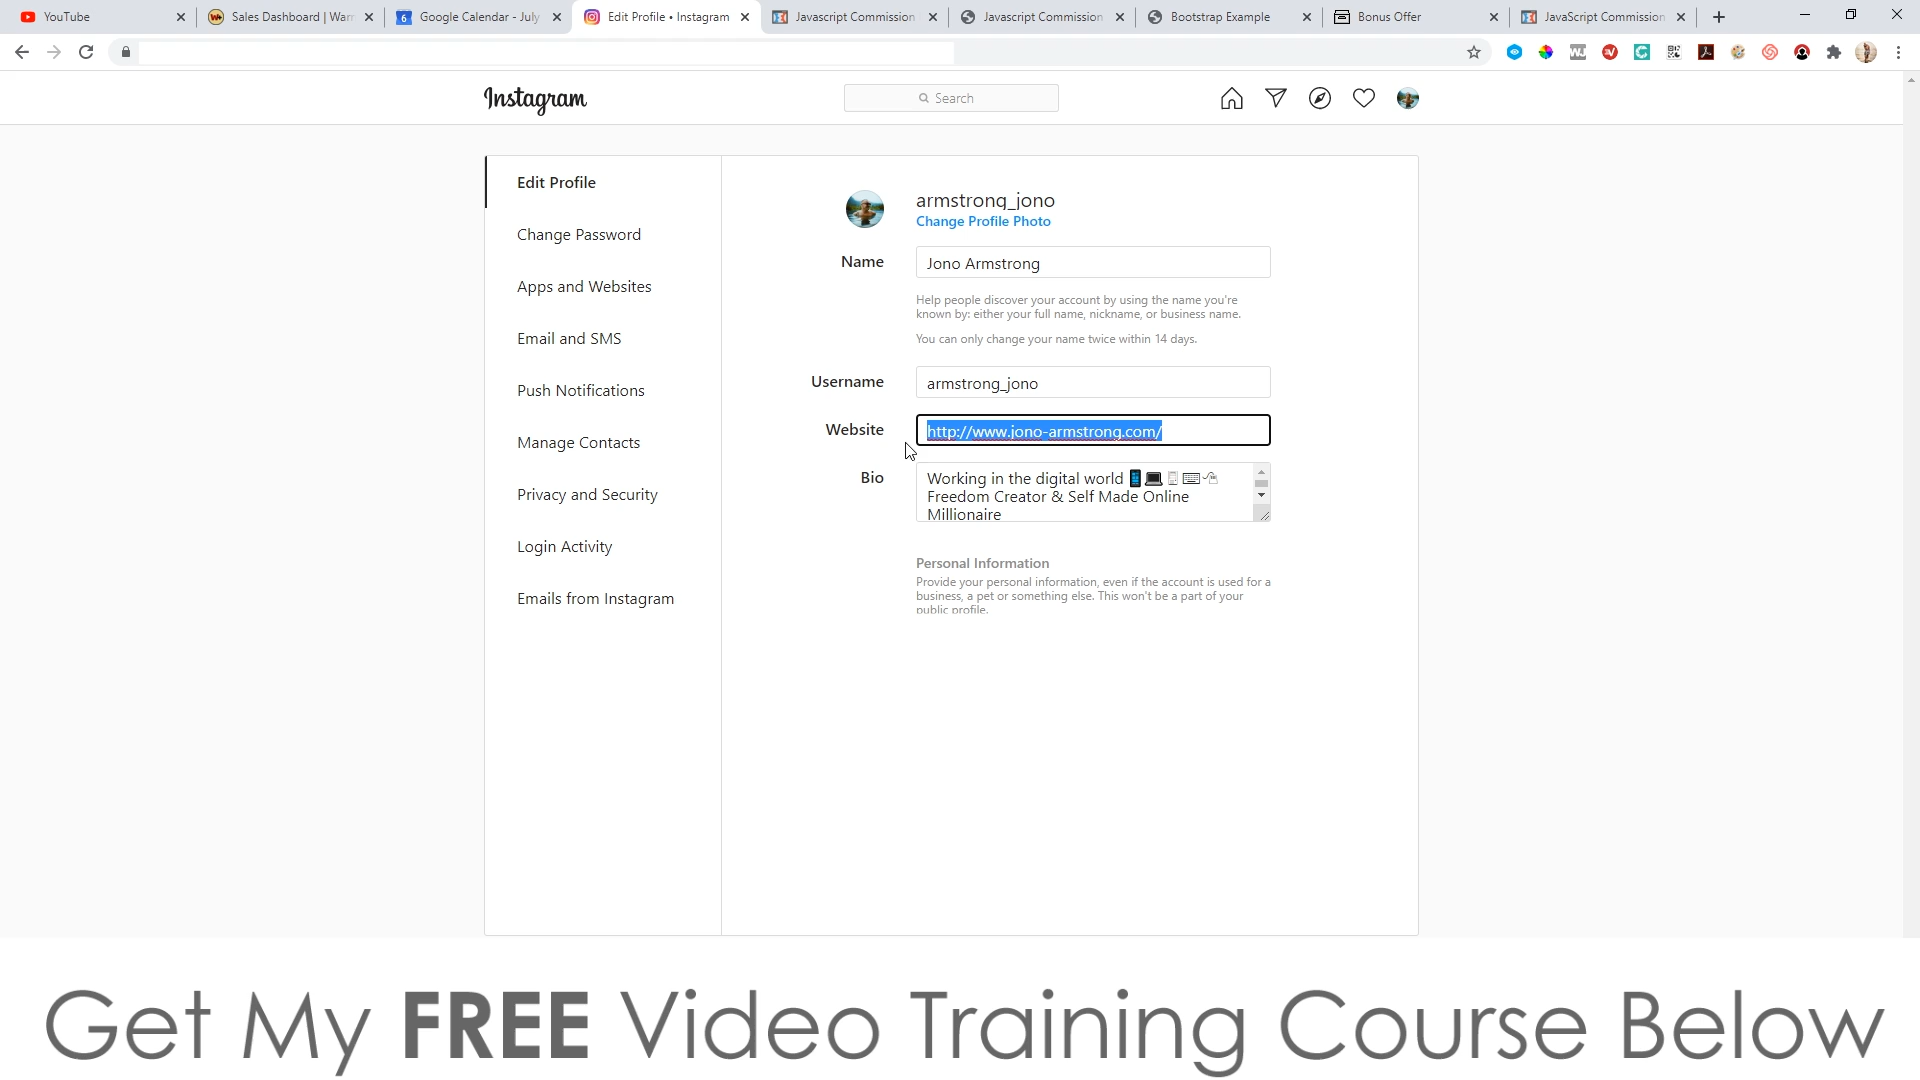 YouTube
Sales Dashboard | Warr
Google Calendar - July
Edit Profile • Instagram
Javascript Commission
Javascript Commission
Bootstrap Example
Bonus Offer
JavaScript Commission
Instagram
Search
Edit Profile
Change Password
Apps and Websites
Email and SMS
Push Notifications
Manage Contacts
Privacy and Security
Login Activity
Emails from Instagram
armstrong_jono
Change Profile Photo
Name
Jono Armstrong
Help people discover your account by using the name you're
known by: either your full name, nickname, or business name.
You can only change your name twice within 14 days.
Username
armstrong_jono
Website
http://www.jono-armstrong.com/
Bio
Working in the digital world 📱💻🖥⌨🖱
Freedom Creator & Self Made Online
Millionaire
Personal Information
Provide your personal information, even if the account is used for a
business, a pet or something else. This won't be a part of your
public profile.
Get My FREE Video Training Course Below